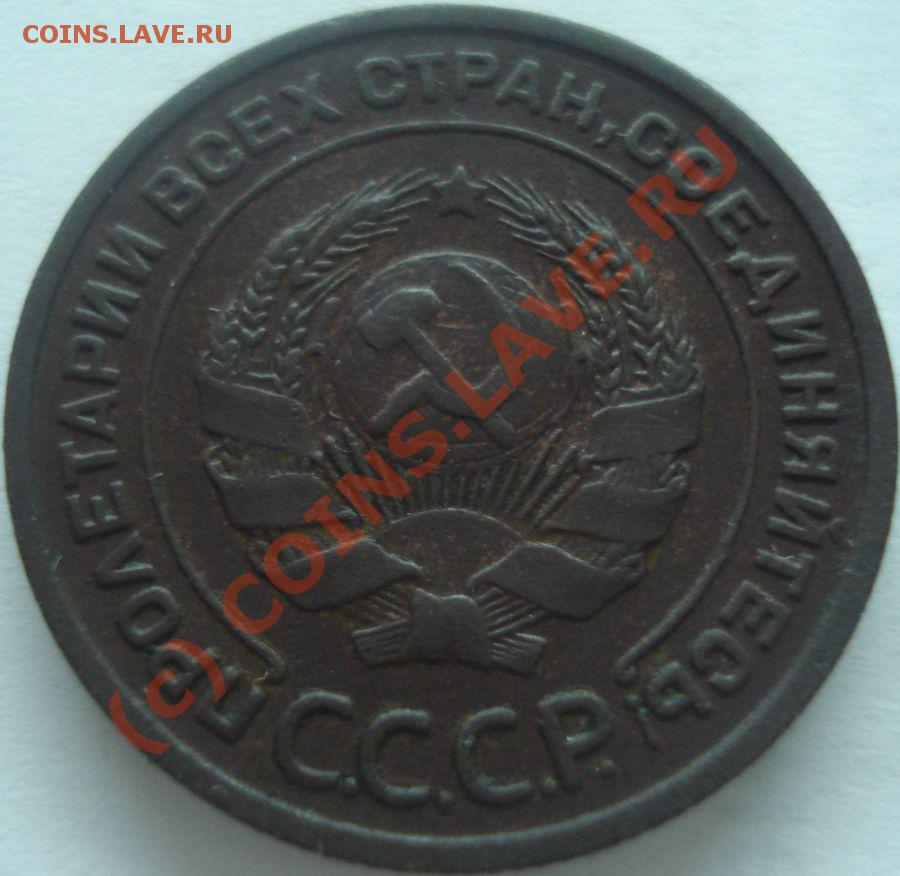 COINS.LAVE.RU
ПРОЛЕТАРИИ ВСЕХ СТРАН, СОЕДИНЯЙТЕСЬ!
С.С.С.Р.
(c) COINS.LAVE.RU